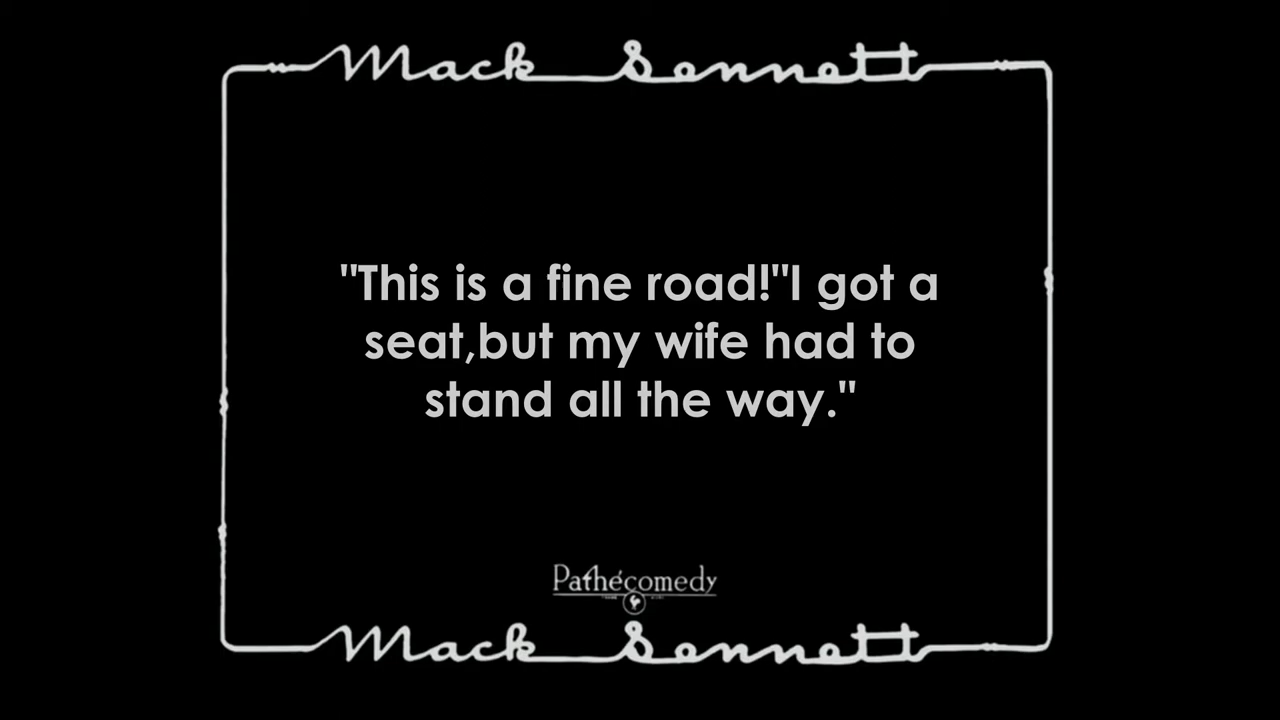 Mack Sennett
"This is a fine road!""I got a
seat,but my wife had to
stand all the way."
Pathécomedy
Mack Sennett